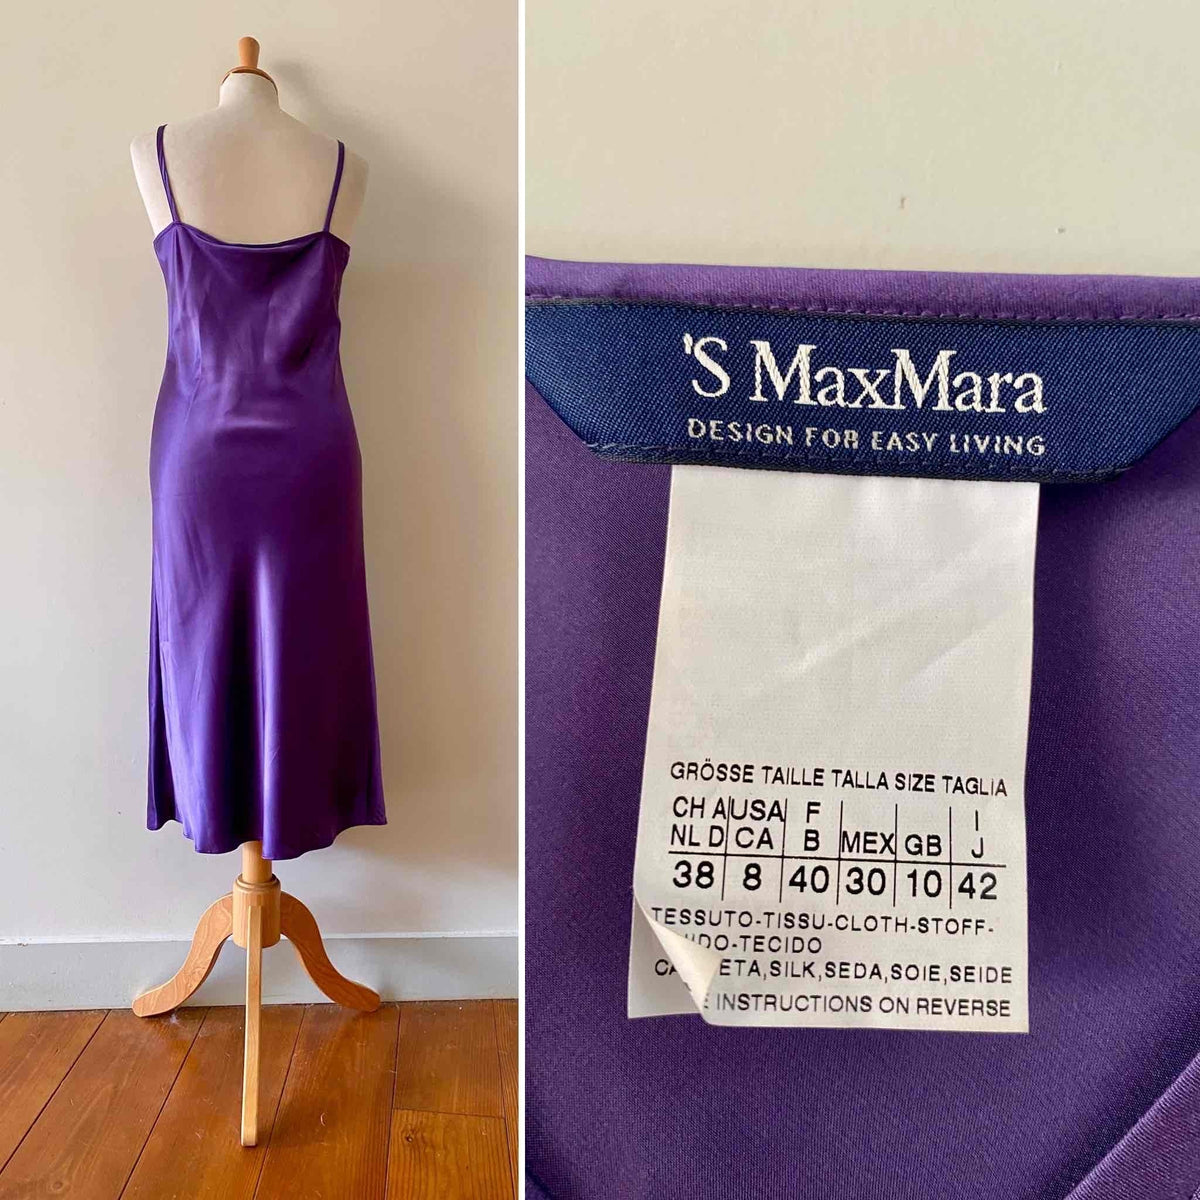 'S MaxMara
DESIGN FOR EASY LIVING
GRÖSSE TAILLE TALLA SIZE TAGLIA
CH A USA F I
NL D CA B MEX GB J
38 8 40 30 10 42
TESSUTO-TISSU-CLOTH-STOFF-
-TECIDO
SILK,SEDA,SOIE,SEIDE
INSTRUCTIONS ON REVERSE